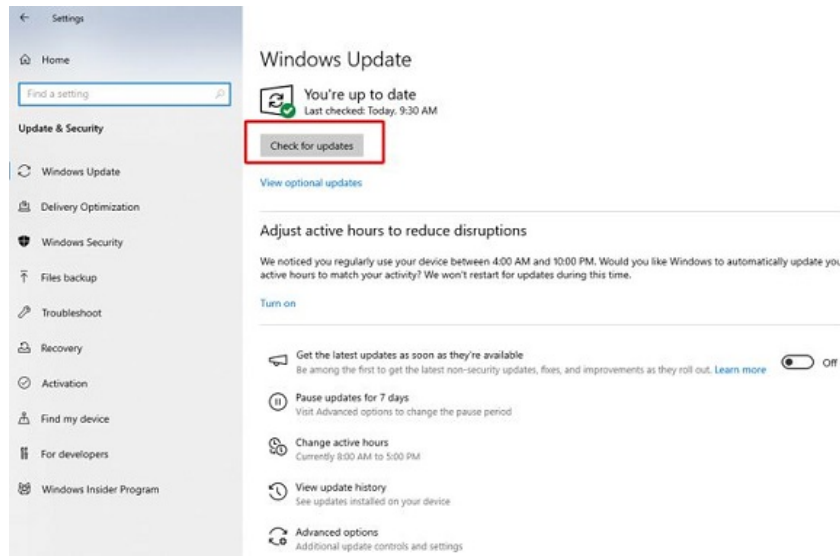 Settings
Home
Find a setting
Update & Security
Windows Update
Delivery Optimization
Windows Security
Files backup
Troubleshoot
Recovery
Activation
Find my device
For developers
Windows Insider Program
Windows Update
You're up to date
Last checked: Today, 9:30 AM
Check for updates
View optional updates
Adjust active hours to reduce disruptions
We noticed you regularly use your device between 4:00 AM and 10:00 PM. Would you like Windows to automatically update you
active hours to match your activity? We won't restart for updates during this time.
Turn on
Get the latest updates as soon as they're available
Be among the first to get the latest non-security updates, fixes, and improvements as they roll out. Learn more
Off
Pause updates for 7 days
Visit Advanced options to change the pause period
Change active hours
Currently 8:00 AM to 5:00 PM
View update history
See updates installed on your device
Advanced options
Additional update controls and settings